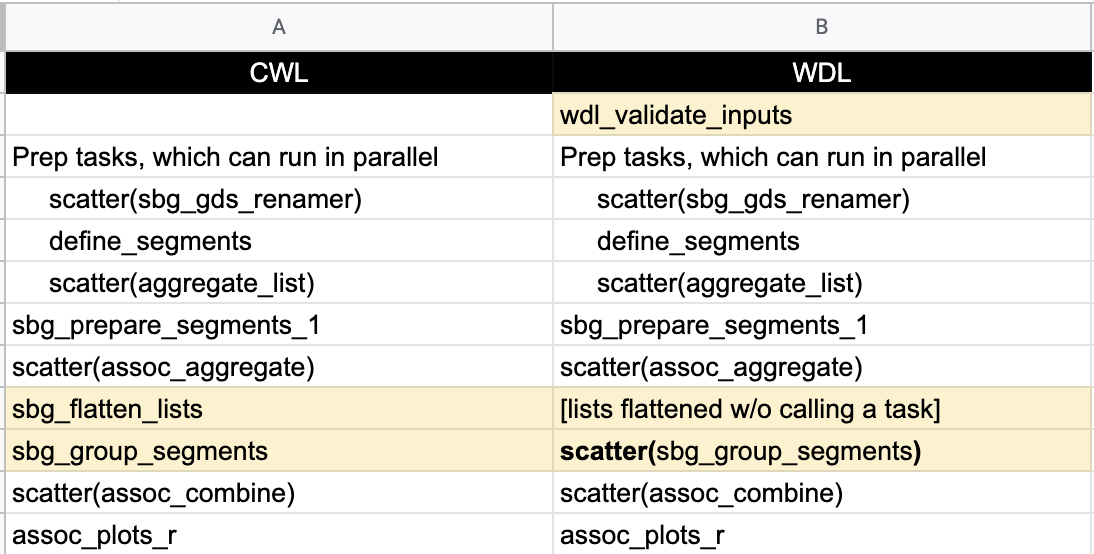 A B
CWL WDL
wdl_validate_inputs
Prep tasks, which can run in parallel Prep tasks, which can run in parallel
scatter(sbg_gds_renamer) scatter(sbg_gds_renamer)
define_segments define_segments
scatter(aggregate_list) scatter(aggregate_list)
sbg_prepare_segments_1 sbg_prepare_segments_1
scatter(assoc_aggregate) scatter(assoc_aggregate)
sbg_flatten_lists [lists flattened w/o calling a task]
sbg_group_segments scatter(sbg_group_segments)
scatter(assoc_combine) scatter(assoc_combine)
assoc_plots_r assoc_plots_r